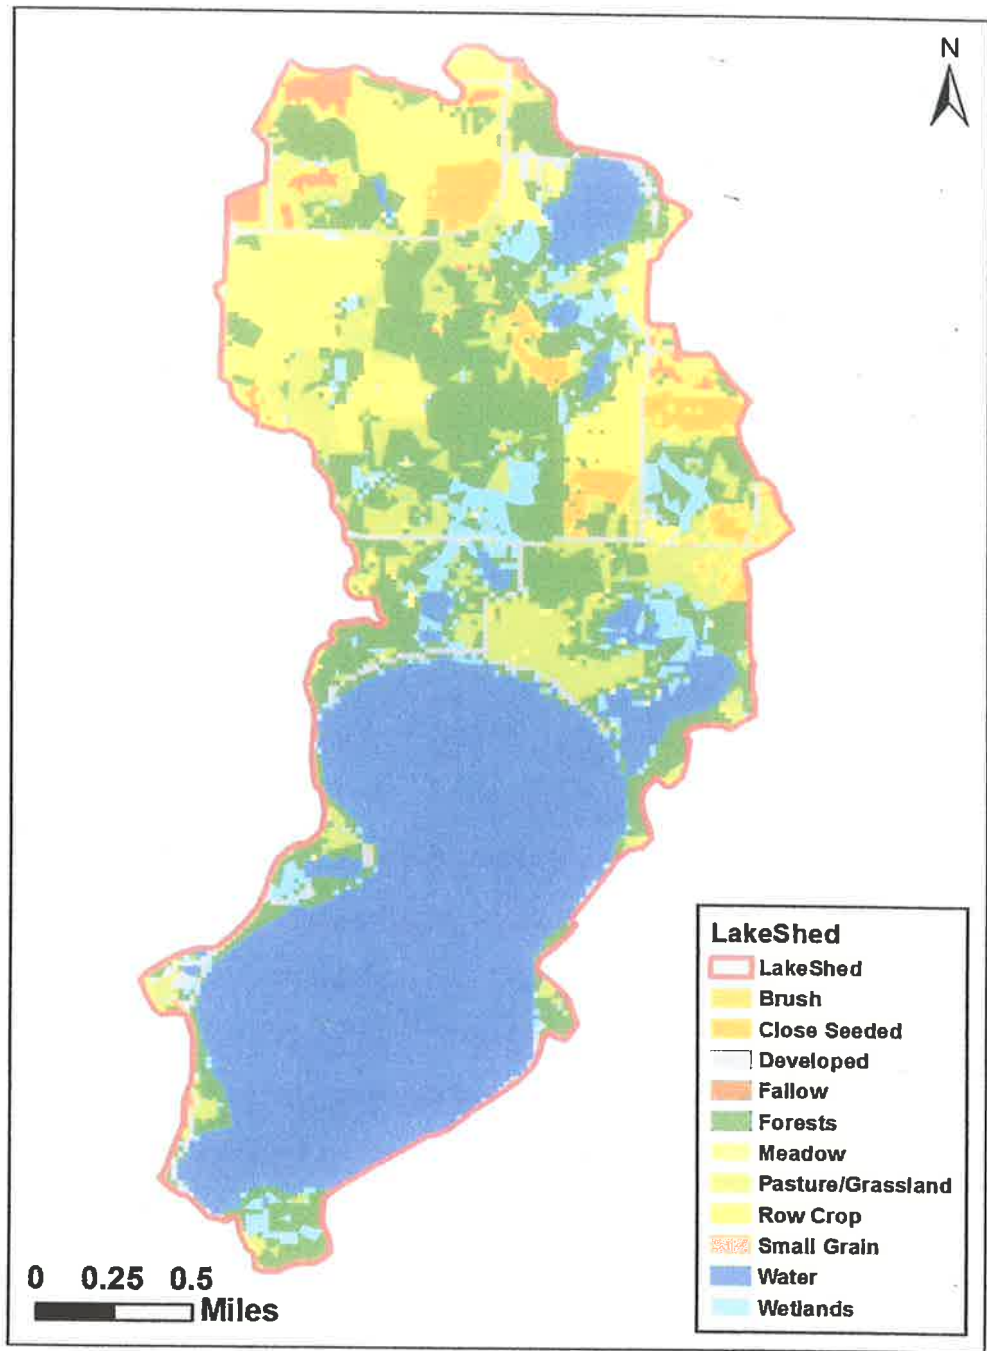 N
LakeShed
LakeShed
Brush
Close Seeded
Developed
Fallow
Forests
Meadow
Pasture/Grassland
Row Crop
Small Grain
Water
Wetlands
0 0.25 0.5
Miles